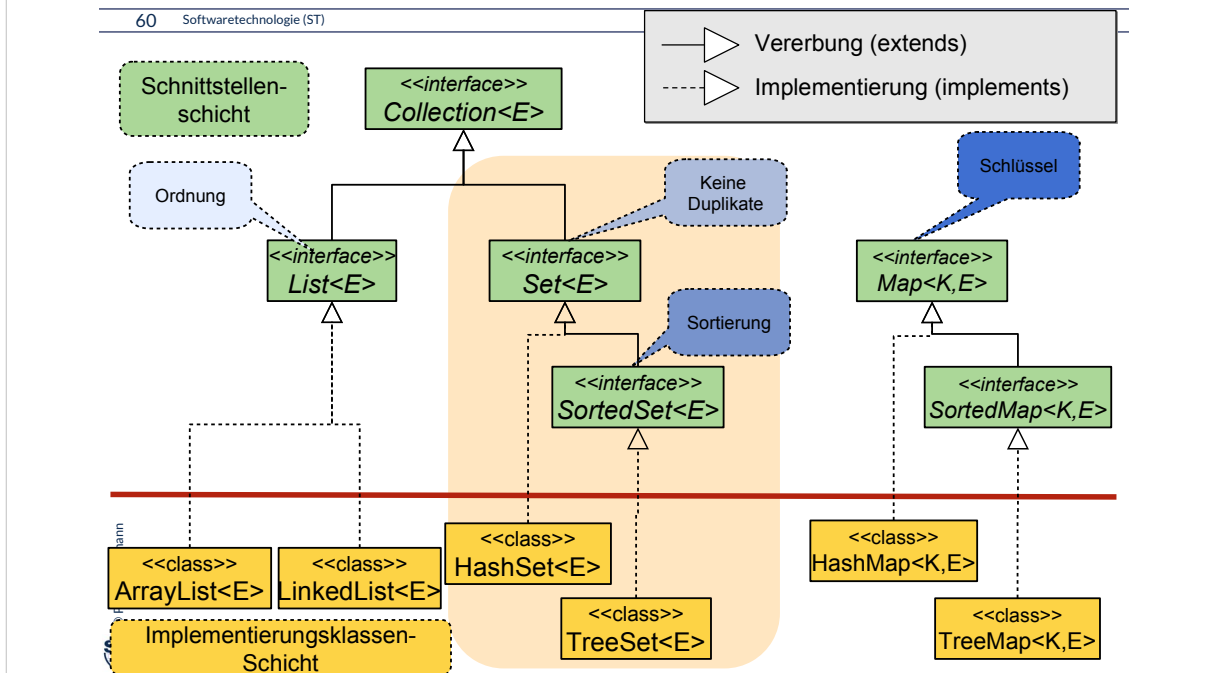 60 Softwaretechnologie (ST)
Vererbung (extends)
Implementierung (implements)
Schnittstellen-
schicht
<<interface>>
Collection<E>
Ordnung
Keine
Duplikate
Schlüssel
<<interface>>
List<E>
<<interface>>
Set<E>
<<interface>>
Map<K,E>
Sortierung
<<interface>>
SortedSet<E>
<<interface>>
SortedMap<K,E>
<<class>>
ArrayList<E>
<<class>>
LinkedList<E>
<<class>>
HashSet<E>
<<class>>
HashMap<K,E>
<<class>>
TreeSet<E>
<<class>>
TreeMap<K,E>
Implementierungsklassen-
Schicht